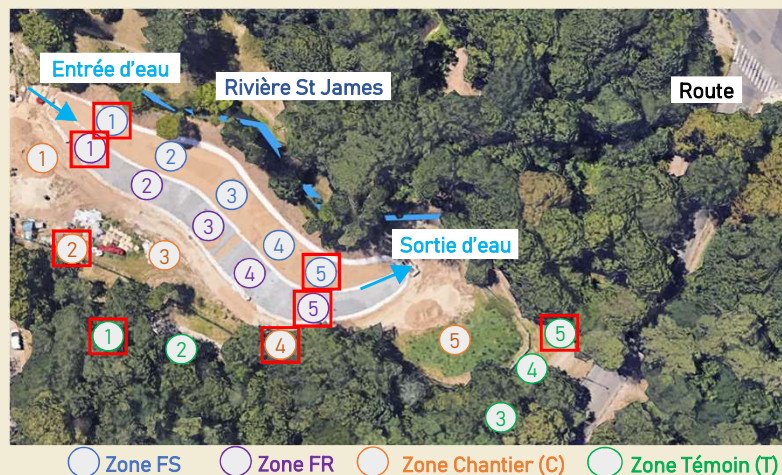 Entrée d'eau
Rivière St James
Route
1
1
1
2
2
3
3
2
3
4
4
5
Sortie d'eau
5
1
2
4
5
5
4
3
Zone FS
Zone FR
Zone Chantier (C)
Zone Témoin (T)